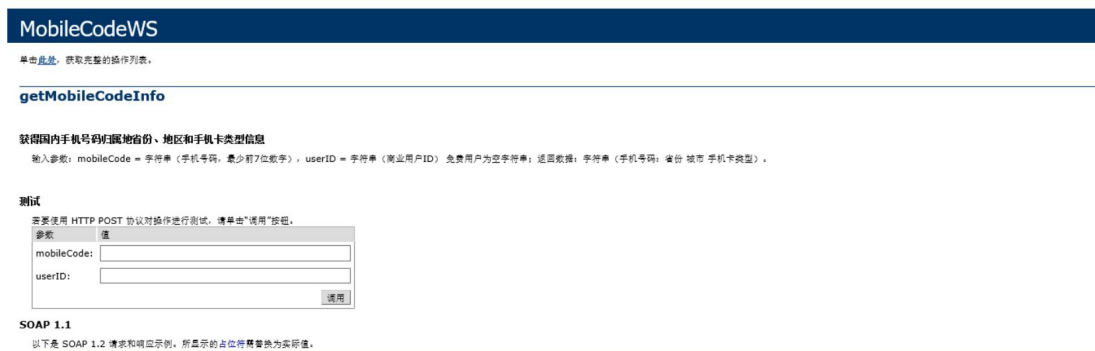 MobileCodeWS
单击此处，获取完整的操作列表。
getMobileCodeInfo
获得国内手机号码归属地省份、地区和手机卡类型信息
输入参数：mobileCode = 字符串（手机号码，最少前7位数字），userID = 字符串（商业用户ID） 免费用户为空字符串；返回数据：字符串（手机号码：省份 城市 手机卡类型）。
测试
若要使用 HTTP POST 协议对操作进行测试，请单击"调用"按钮。
参数 值
mobileCode:
userID:
调用
SOAP 1.1
以下是 SOAP 1.2 请求和响应示例。所显示的占位符需替换为实际值。